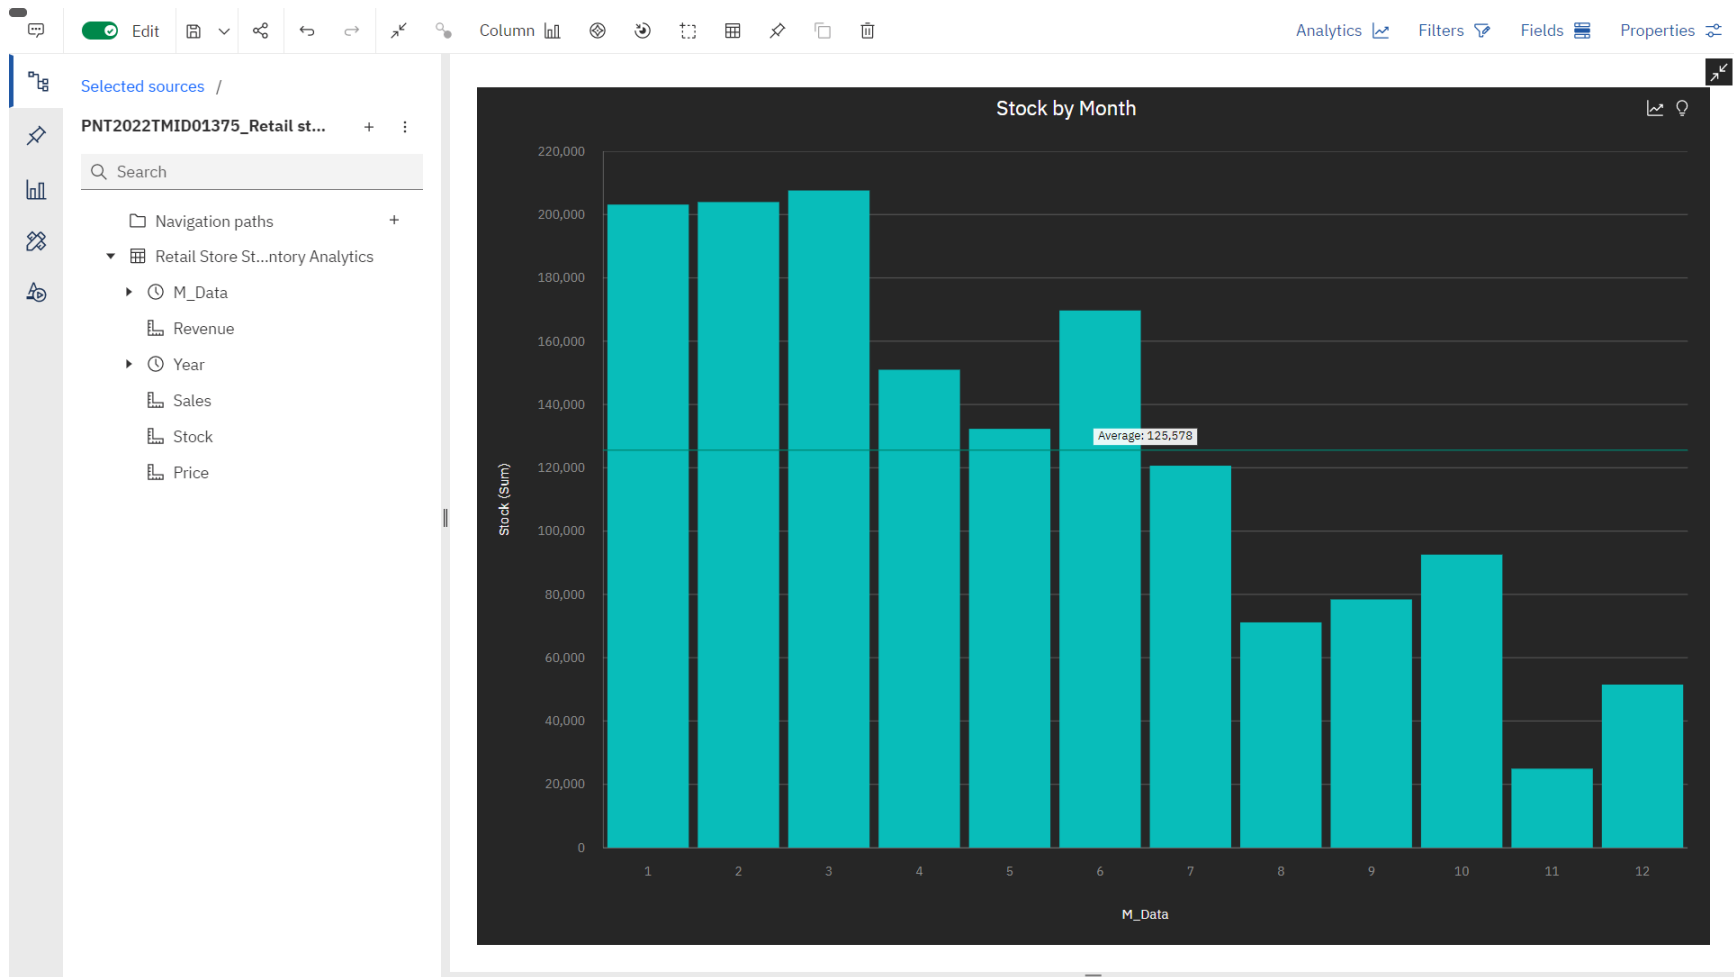 Edit
Column
Analytics
Filters
Fields
Properties
Selected sources /
PNT2022TMID01375_Retail st...
Search
Navigation paths
Retail Store St...ntory Analytics
M_Data
Revenue
Year
Sales
Stock
Price
Stock by Month
220,000
200,000
180,000
160,000
140,000
120,000
100,000
80,000
60,000
40,000
20,000
0
Stock (Sum)
Average: 125,578
1 2 3 4 5 6 7 8 9 10 11 12
M_Data